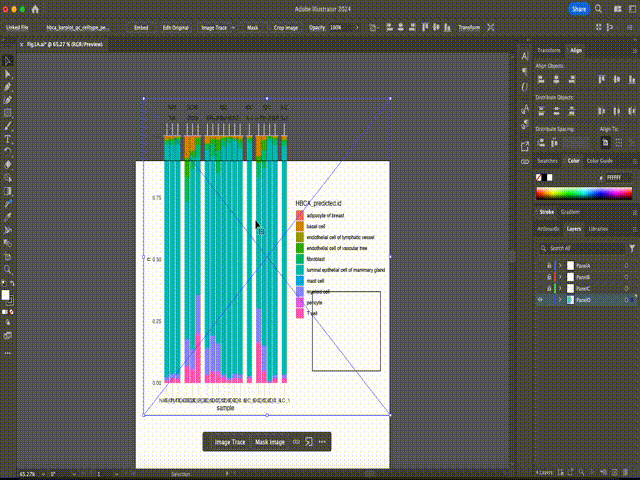 Adobe Illustrator 2024
Share
Linked File
hbca_barplot_qc_celltype_pe...
Embed
Edit Original
Image Trace
Mask
Crop Image
Opacity: 100%
Transform
× Fig1A.ai* @ 65.27 % (RGB/Preview)
Transform
Align
Align Objects:
Distribute Objects:
Distribute Spacing:
Align To:
Swatches
Color
Color Guide
# FFFFFF
Stroke
Gradient
Artboards
Layers
Libraries
Search All
PanelA
PanelB
PanelC
PanelD
HBCA_predicted.id
adipocyte of breast
basal cell
endothelial cell of lymphatic vessel
endothelial cell of vascular tree
fibroblast
luminal epithelial cell of mammary gland
mast cell
myeloid cell
pericyte
T cell
0.75
0.50
0.25
0.00
sample
Image Trace
Mask Image
65.27%
0°
1
Selection
4 Layers